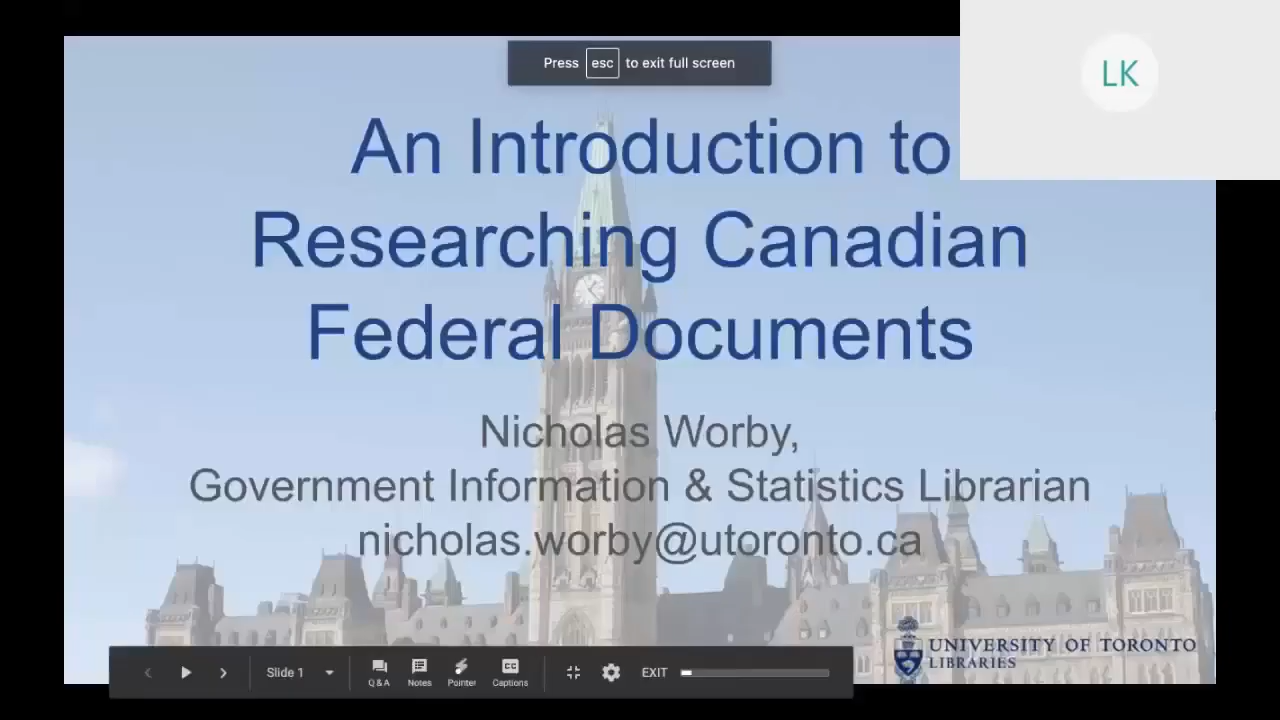 Press esc to exit full screen
LK
An Introduction to
Researching Canadian
Federal Documents
Nicholas Worby,
Government Information & Statistics Librarian
nicholas.worby@utoronto.ca
UNIVERSITY OF TORONTO
LIBRARIES
Slide 1
Q & A
Notes
Pointer
CC
Captions
EXIT